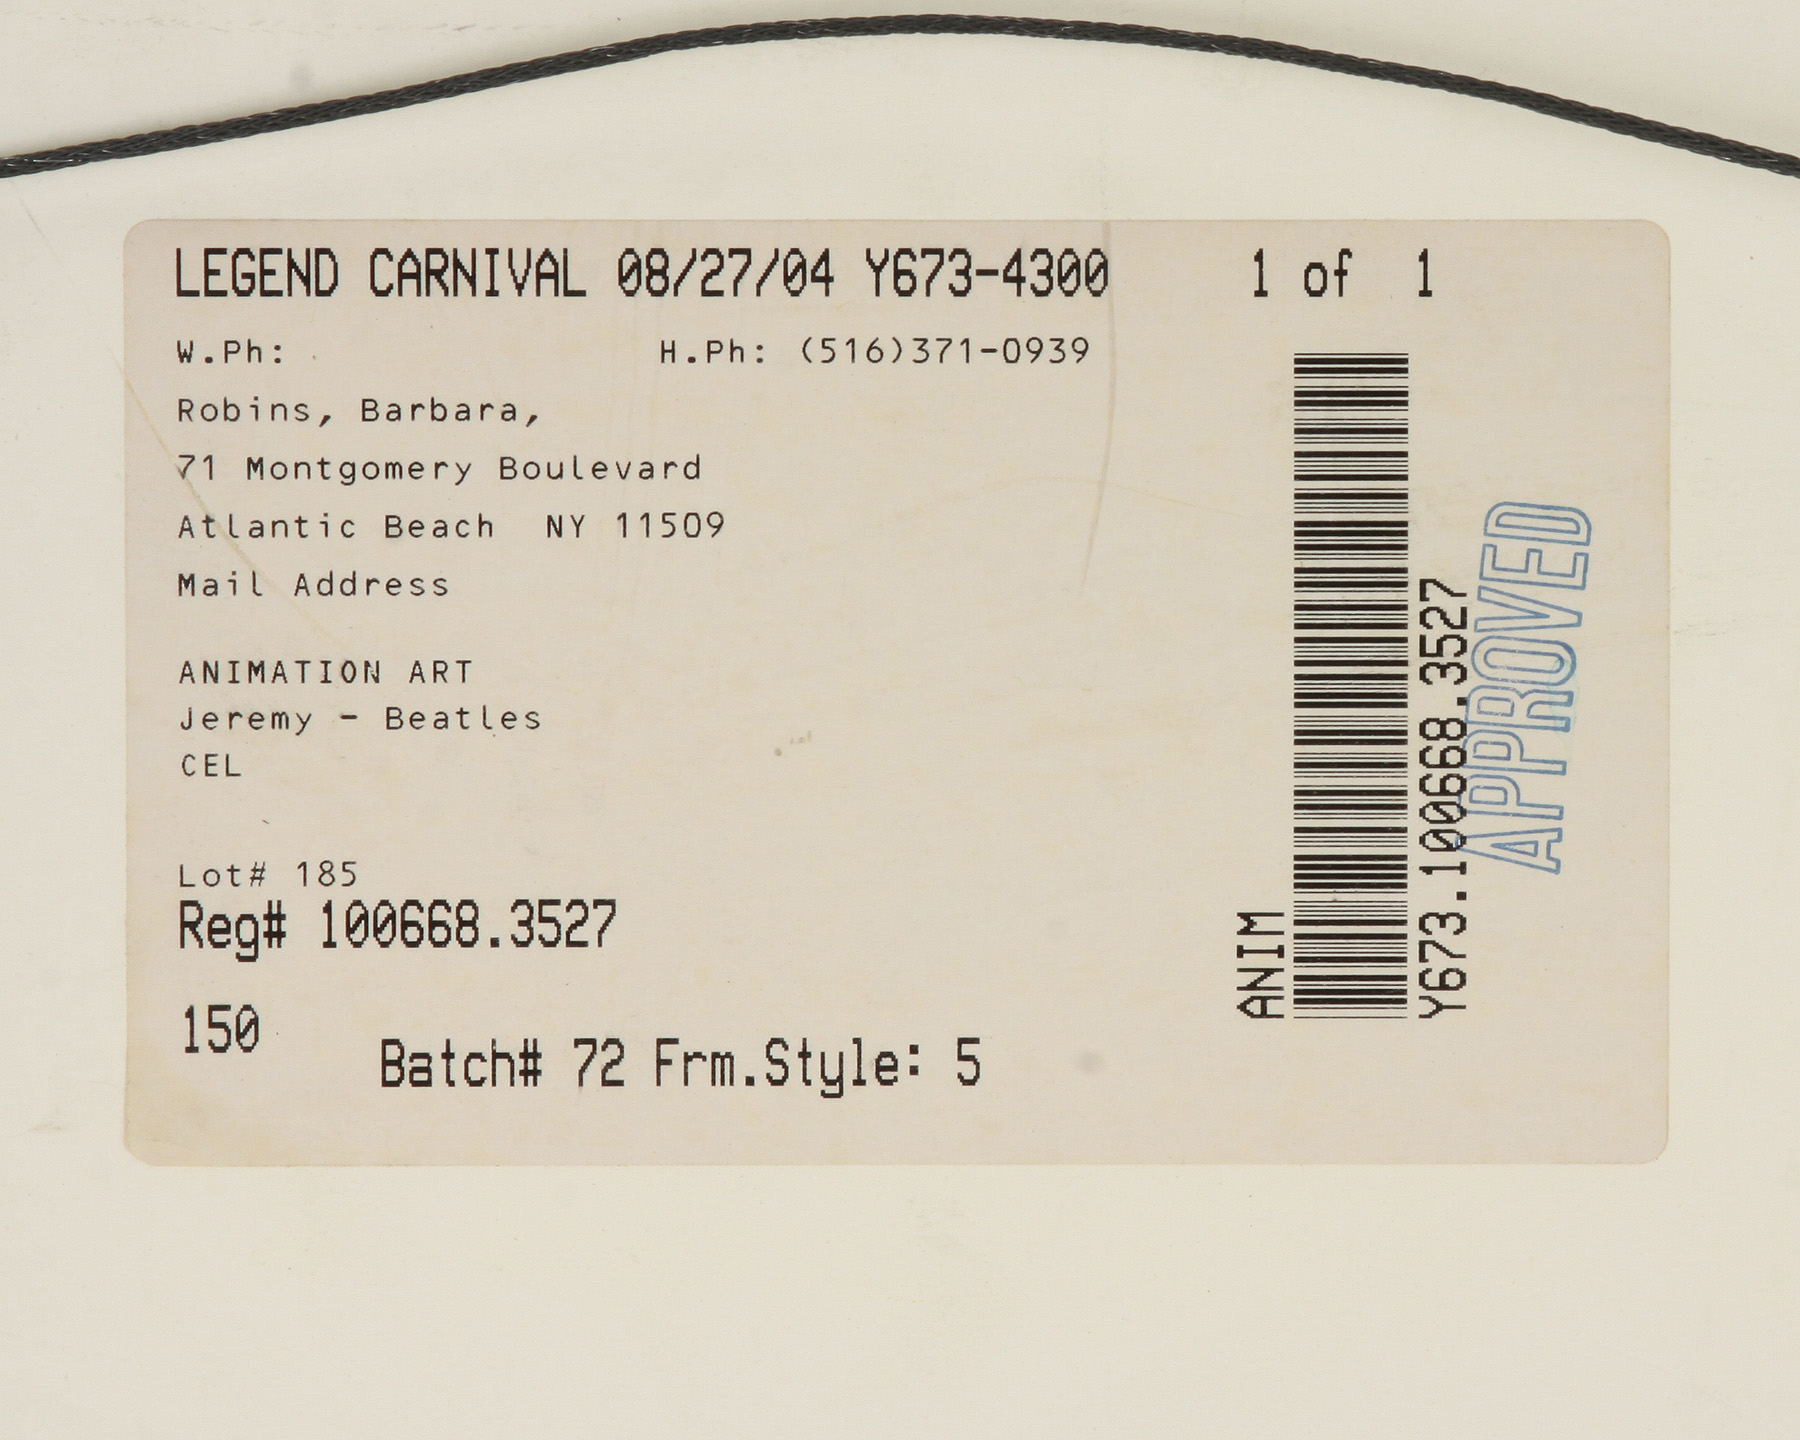 LEGEND CARNIVAL 08/27/04 Y673-4300 1 of 1
W.Ph: H.Ph: (516)371-0939
Robins, Barbara,
71 Montgomery Boulevard
Atlantic Beach NY 11509
Mail Address
ANIMATION ART
Jeremy - Beatles
CEL
Lot# 185
Reg# 100668.3527
150
Batch# 72 Frm.Style: 5
ANIM
Y673.100668.3527
APPROVED